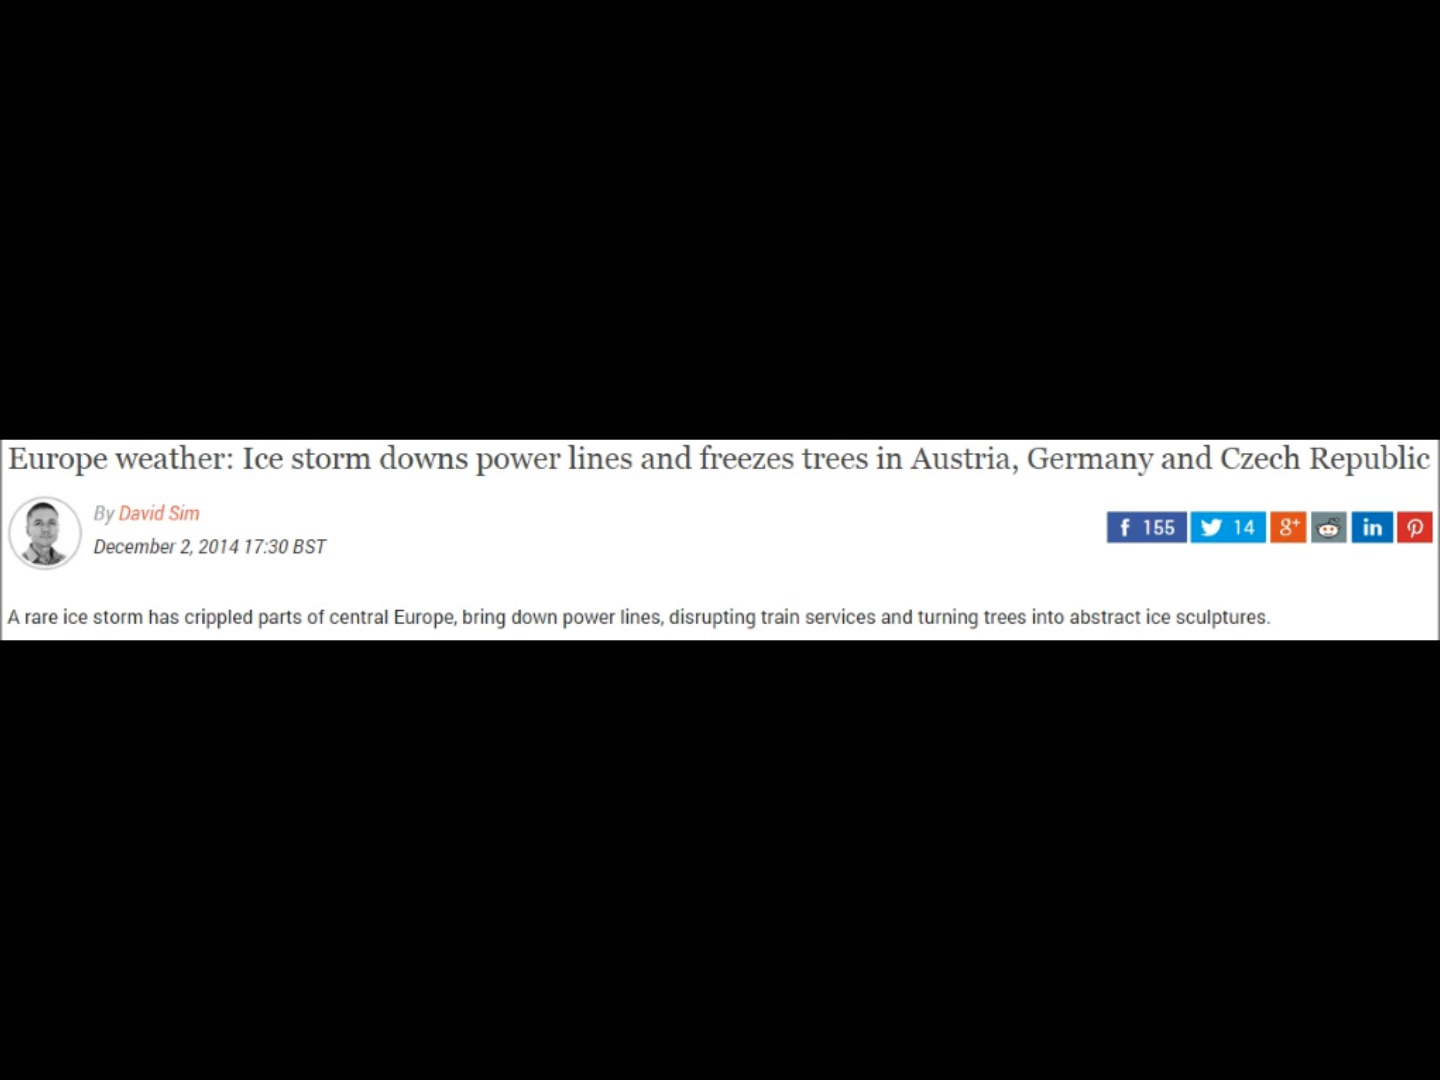 Europe weather: Ice storm downs power lines and freezes trees in Austria, Germany and Czech Republic
By David Sim
December 2, 2014 17:30 BST
f 155 14 g+ in
A rare ice storm has crippled parts of central Europe, bring down power lines, disrupting train services and turning trees into abstract ice sculptures.